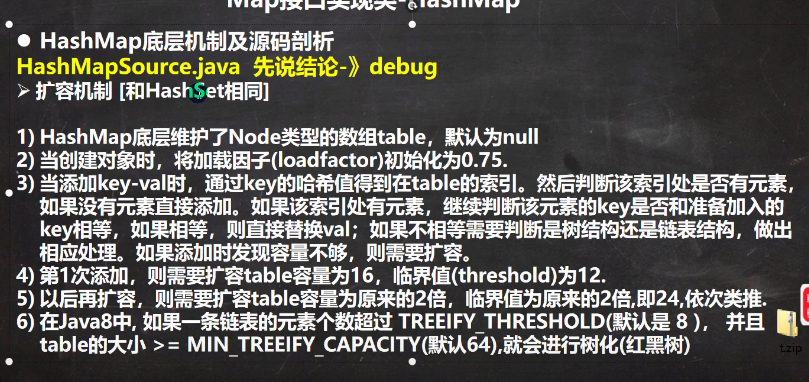 Map接口实现类-HashMap
● HashMap底层机制及源码剖析
HashMapSource.java 先说结论-》debug
➢ 扩容机制 [和HashSet相同]
1) HashMap底层维护了Node类型的数组table，默认为null
2) 当创建对象时，将加载因子(loadfactor)初始化为0.75.
3) 当添加key-val时，通过key的哈希值得到在table的索引。然后判断该索引处是否有元素，
如果没有元素直接添加。如果该索引处有元素，继续判断该元素的key是否和准备加入的
key相等，如果相等，则直接替换val；如果不相等需要判断是树结构还是链表结构，做出
相应处理。如果添加时发现容量不够，则需要扩容。
4) 第1次添加，则需要扩容table容量为16，临界值(threshold)为12.
5) 以后再扩容，则需要扩容table容量为原来的2倍，临界值为原来的2倍,即24,依次类推.
6) 在Java8中, 如果一条链表的元素个数超过 TREEIFY_THRESHOLD(默认是 8 )， 并且
table的大小 >= MIN_TREEIFY_CAPACITY(默认64),就会进行树化(红黑树)
t.zip